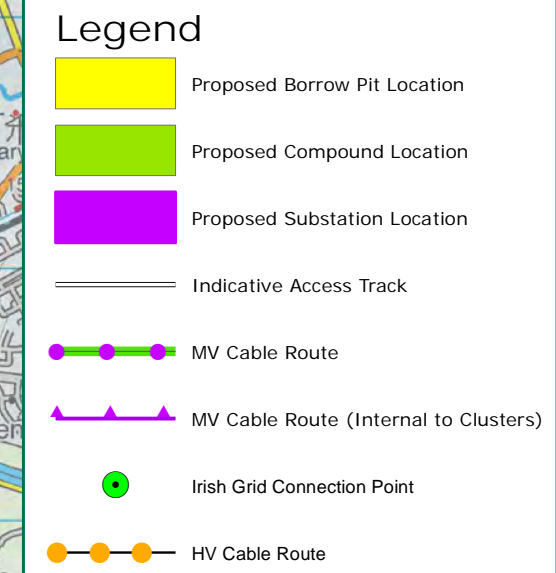 Legend
Proposed Borrow Pit Location
Proposed Compound Location
Proposed Substation Location
Indicative Access Track
MV Cable Route
MV Cable Route (Internal to Clusters)
Irish Grid Connection Point
HV Cable Route